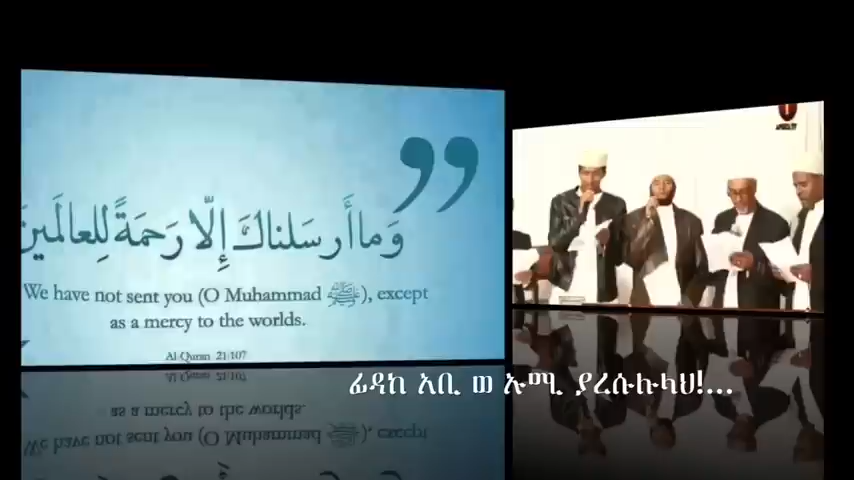 وَمَا أَرْسَلْنَاكَ إِلَّا رَحْمَةً لِلْعَالَمِينَ
We have not sent you (O Muhammad ﷺ), except
as a mercy to the worlds.
Al-Quran 21:107
ፊዳከ አቢ ወ ኡሚ ያረሱሉላህ!...